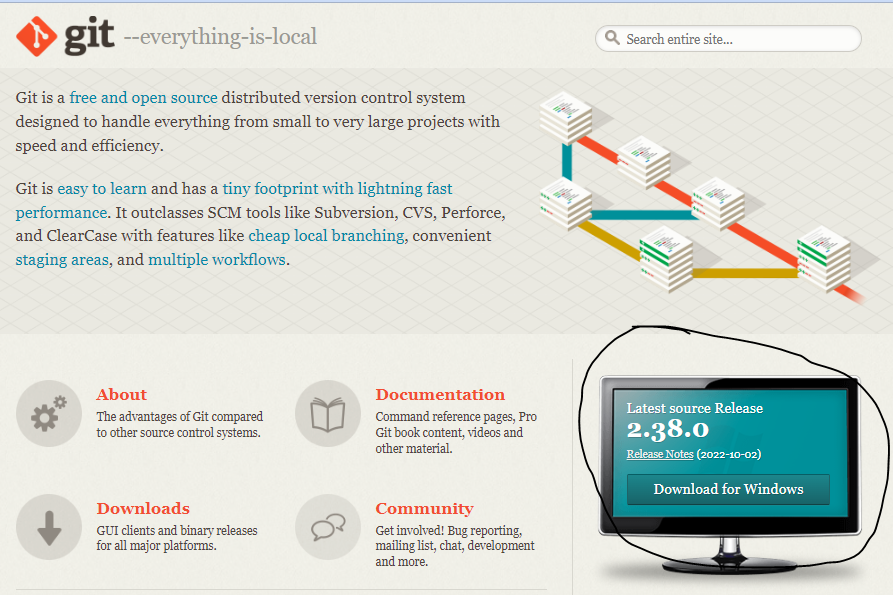 git --everything-is-local
Search entire site...
Git is a free and open source distributed version control system
designed to handle everything from small to very large projects with
speed and efficiency.
Git is easy to learn and has a tiny footprint with lightning fast
performance. It outclasses SCM tools like Subversion, CVS, Perforce,
and ClearCase with features like cheap local branching, convenient
staging areas, and multiple workflows.
About
The advantages of Git compared
to other source control systems.
Documentation
Command reference pages, Pro
Git book content, videos and
other material.
Downloads
GUI clients and binary releases
for all major platforms.
Community
Get involved! Bug reporting,
mailing list, chat, development
and more.
Latest source Release
2.38.0
Release Notes (2022-10-02)
Download for Windows